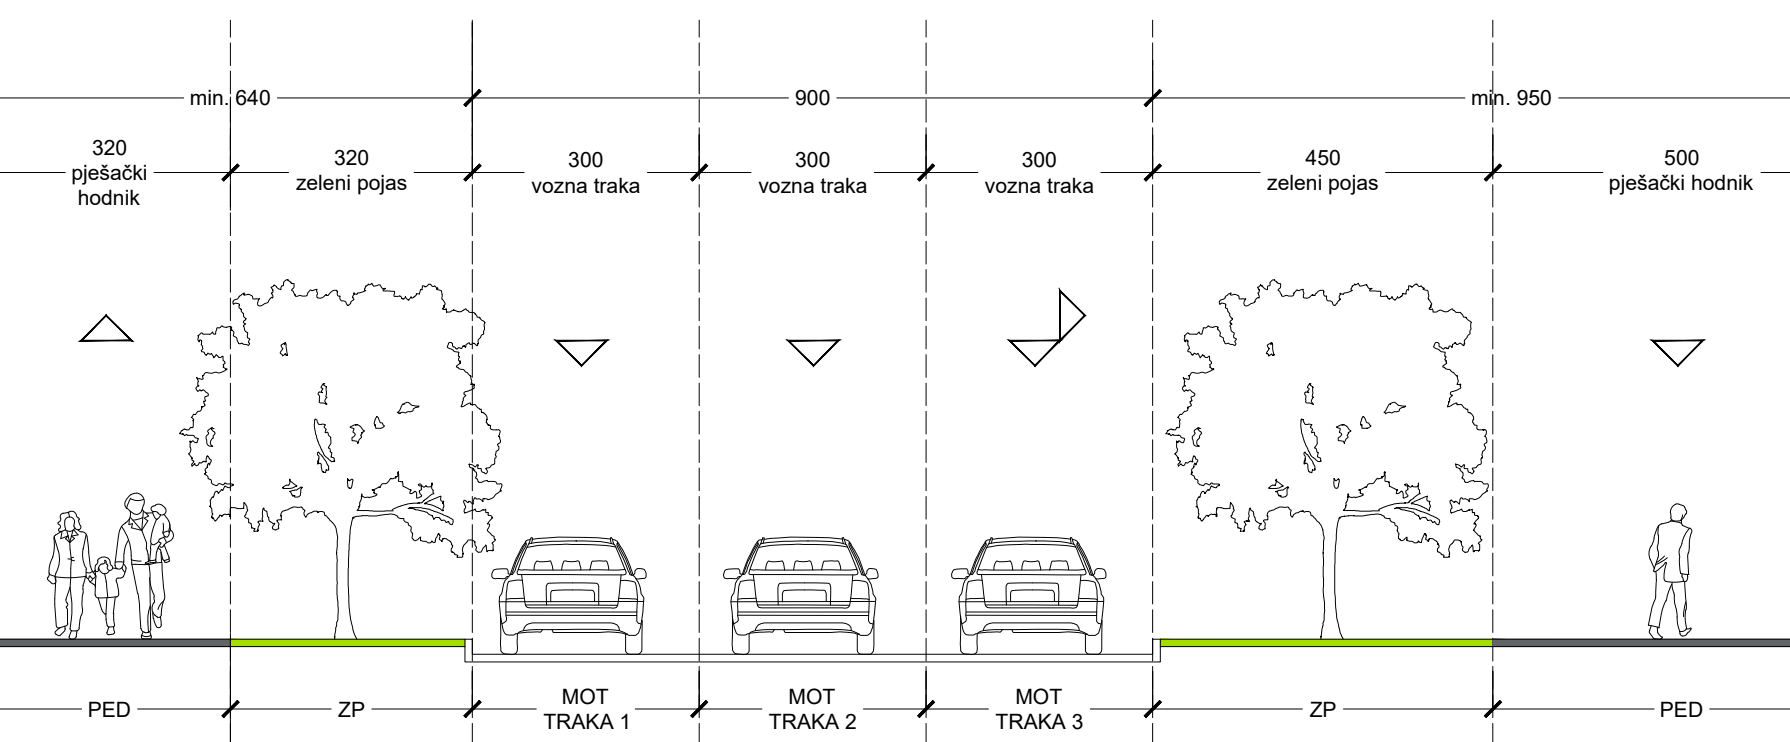 min. 640
900
min. 950
320
pješački
hodnik
320
zeleni pojas
300
vozna traka
300
vozna traka
300
vozna traka
450
zeleni pojas
500
pješački hodnik
PED
ZP
MOT
TRAKA 1
MOT
TRAKA 2
MOT
TRAKA 3
ZP
PED